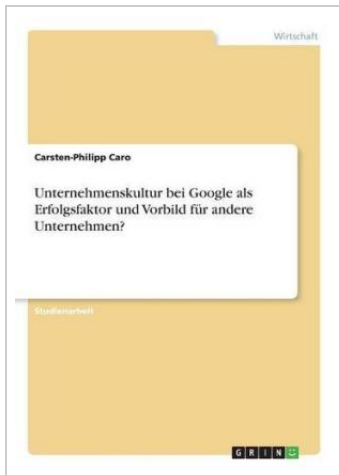 Wirtschaft
Carsten-Philipp Caro
Unternehmenskultur bei Google als
Erfolgsfaktor und Vorbild für andere
Unternehmen?
Studienarbeit
GRIN